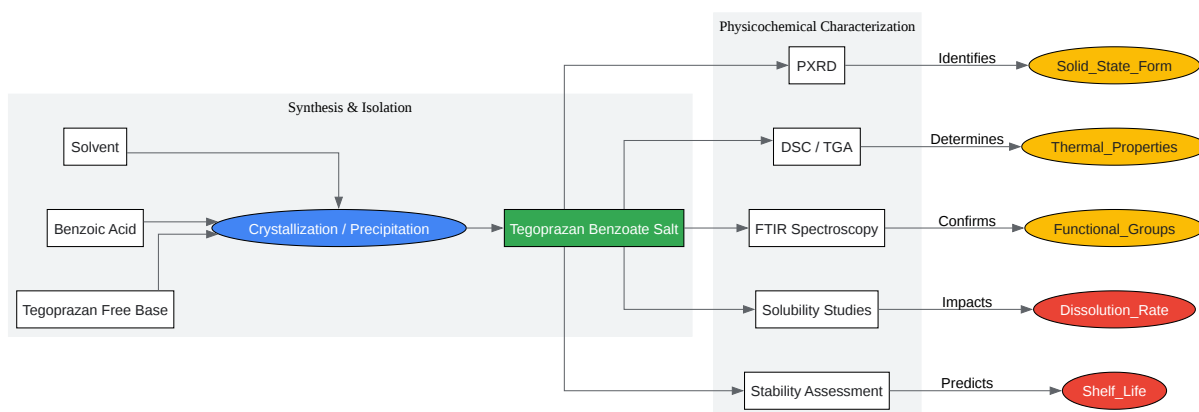 Physicochemical Characterization
PXRD
Identifies
Solid_State_Form
Synthesis & Isolation
Solvent
DSC / TGA
Determines
Thermal_Properties
Benzoic Acid
Crystallization / Precipitation
Tegoprazan Benzoate Salt
FTIR Spectroscopy
Confirms
Functional_Groups
Tegoprazan Free Base
Solubility Studies
Impacts
Dissolution_Rate
Stability Assessment
Predicts
Shelf_Life